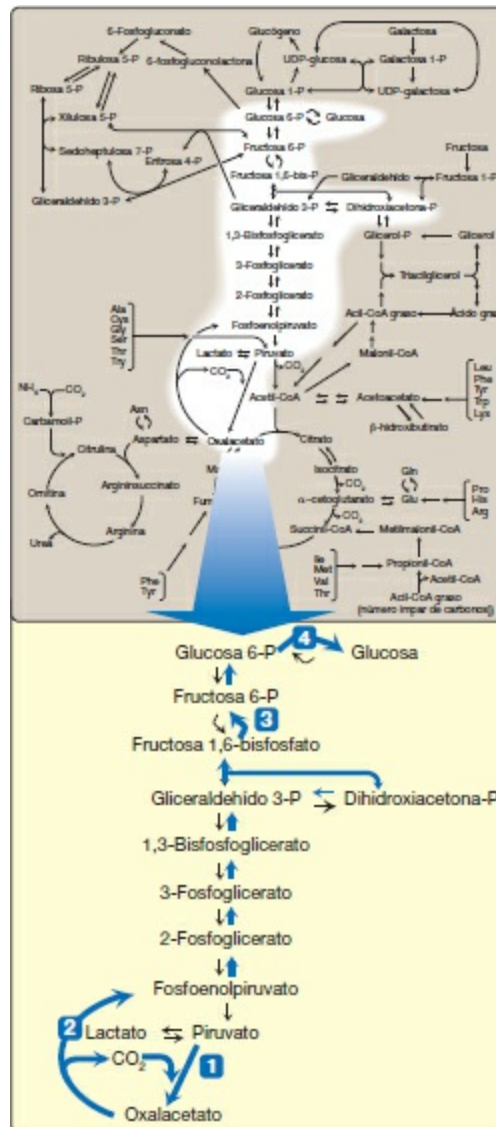 6-Fosfogluconato
Glucógeno
Galactosa
Ribulosa 5-P
6-fosfogluconolactona
UDP-glucosa
Galactosa 1-P
Ribosa 5-P
Glucosa 1-P
UDP-galactosa
Xilulosa 5-P
Glucosa 6-P
Glucosa
Fructosa 6-P
Sedoheptulosa 7-P
Eritrosa 4-P
Fructosa
Fructosa 1,6-bis-P
Gliceraldehído
Fructosa 1-P
Gliceraldehído 3-P
Gliceraldehído 3-P
Dihidroxiacetona-P
1,3-Bisfosfoglicerato
Glicerol-P
Glicerol
3-Fosfoglicerato
Triacilglicerol
2-Fosfoglicerato
Ala
Cys
Gly
Ser
Thr
Try
Fosfoenolpiruvato
Acil-CoA graso
Ácido gras
Lactato
Piruvato
CO2
CO2
Malonil-CoA
Acetil-CoA
Acetoacetato
Leu
Phe
Tyr
Trp
Lys
β-hidroxibutirato
NH3
CO2
Carbamoil-P
Asn
Aspartato
Oxalacetato
Citrato
Citrulina
Isocitrato
CO2
Gln
Ma
Argininsuccinato
α-cetoglutarato
Glu
Pro
His
Arg
Ornitina
Fum
CO2
Succinil-CoA
Metilmalonil-CoA
Arginina
Urea
Phe
Tyr
Ile
Met
Val
Thr
Propionil-CoA
Acetil-CoA
Acil-CoA graso
(número impar de carbonos)
Glucosa 6-P
4
Glucosa
Fructosa 6-P
3
Fructosa 1,6-bisfosfato
Gliceraldehído 3-P
Dihidroxiacetona-P
1,3-Bisfosfoglicerato
3-Fosfoglicerato
2-Fosfoglicerato
Fosfoenolpiruvato
2
Lactato
Piruvato
CO2
1
Oxalacetato